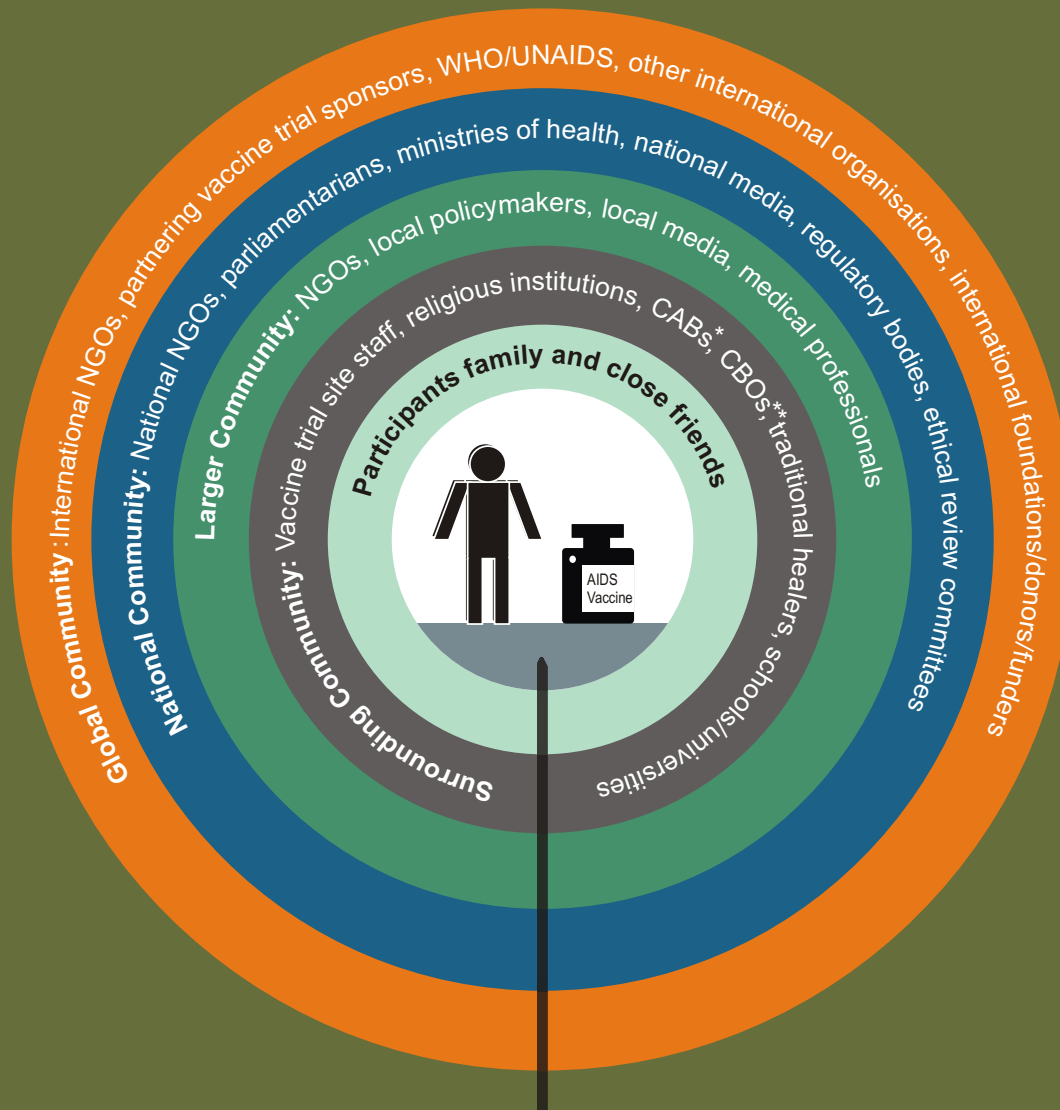 Global Community: International NGOs, partnering vaccine trial sponsors, WHO/UNAIDS, other international organisations, international foundations/donors/funders
National Community: National NGOs, parliamentarians, ministries of health, national media, regulatory bodies, ethical review committees
Larger Community: NGOs, local policymakers, local media, medical professionals
Surrounding Community: Vaccine trial site staff, religious institutions, CABs,* CBOs,** traditional healers, schools/universities
Participants family and close friends
AIDS
Vaccine